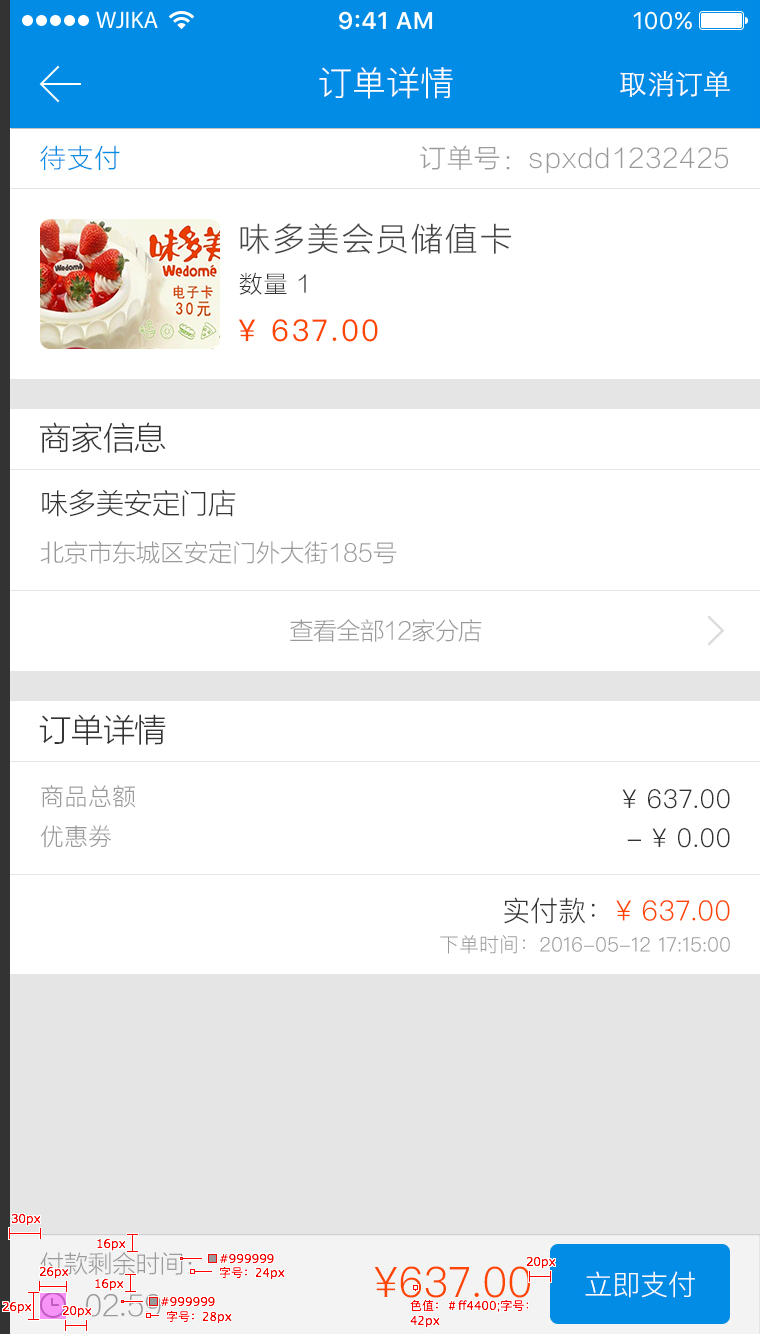 WJIKA 9:41 AM 100%
订单详情 取消订单
待支付 订单号：spxdd1232425
味多美
Wedomé
Wedomé
电子卡
30元
味多美会员储值卡
数量 1
¥ 637.00
商家信息
味多美安定门店
北京市东城区安定门外大街185号
查看全部12家分店
订单详情
商品总额 ¥ 637.00
优惠劵 – ¥ 0.00
实付款：¥ 637.00
下单时间：2016-05-12 17:15:00
30px
16px
付款剩余时间：
#999999
字号：24px
26px
16px
26px
02:59
20px
#999999
字号：28px
¥637.00
色值：#ff4400;字号：
42px
20px
立即支付